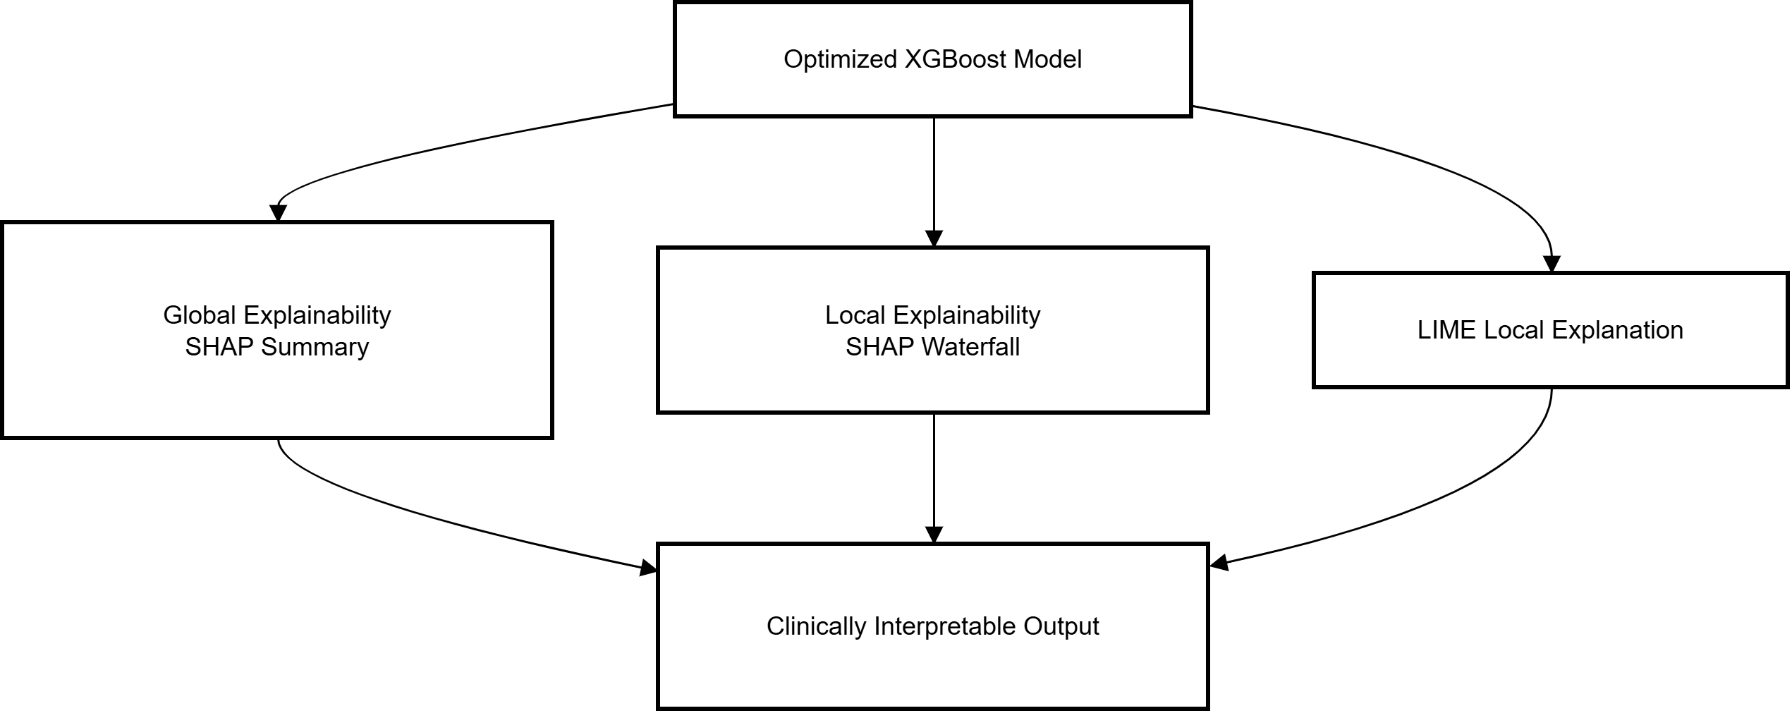 Optimized XGBoost Model
Global Explainability
SHAP Summary
Local Explainability
SHAP Waterfall
LIME Local Explanation
Clinically Interpretable Output